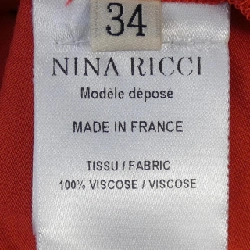 34
NINA RICCI
Modèle déposé
MADE IN FRANCE
TISSU / FABRIC
100% VISCOSE / VISCOSE